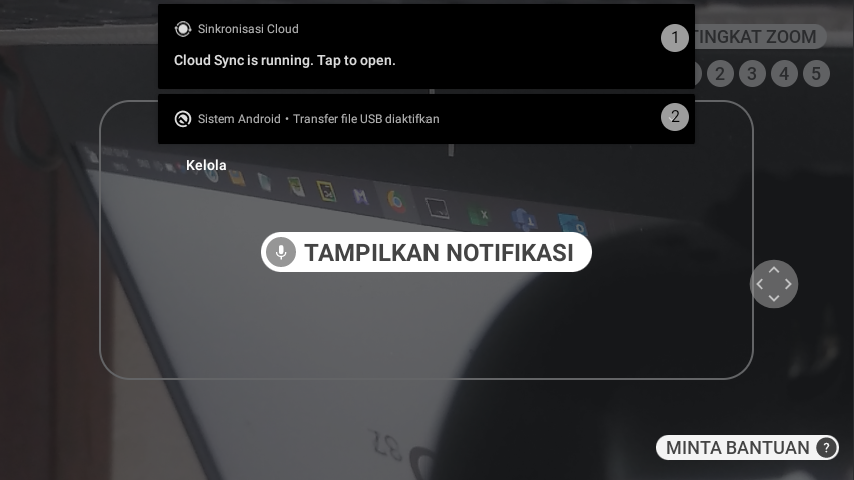 Sinkronisasi Cloud
1
Cloud Sync is running. Tap to open.
TINGKAT ZOOM
2 3 4 5
Sistem Android • Transfer file USB diaktifkan
2
Kelola
TAMPILKAN NOTIFIKASI
MINTA BANTUAN ?